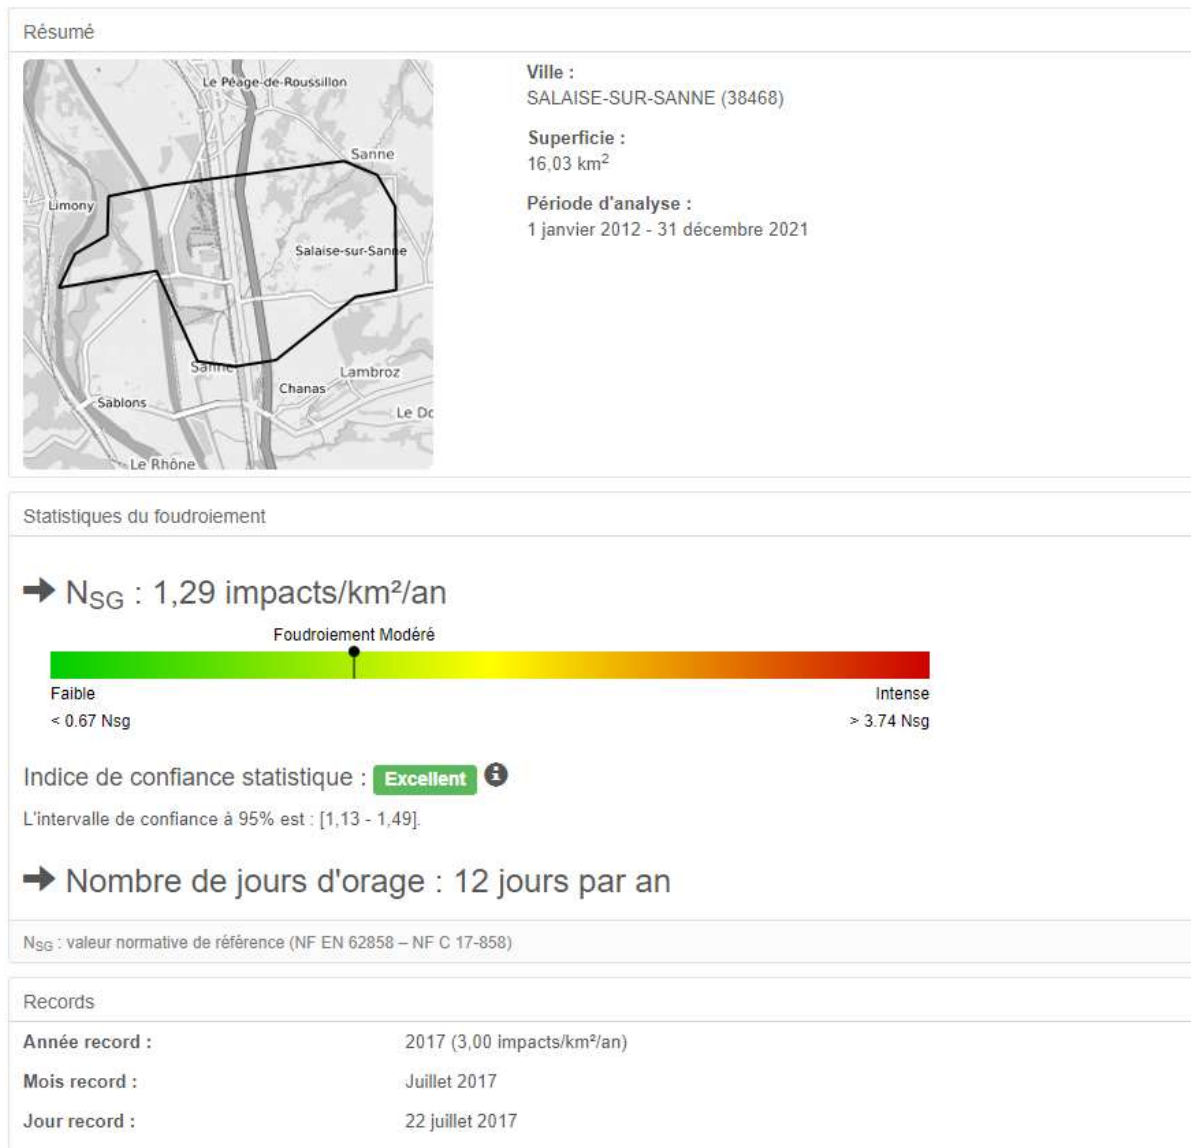 Résumé
Le Péage-de-Roussillon
Sanne
Limony
Salaise-sur-Sanne
Sanne
Lambroz
Chanas
Sablons
Le Do
Le Rhône
Ville :
SALAISE-SUR-SANNE (38468)
Superficie :
16,03 km²
Période d'analyse :
1 janvier 2012 - 31 décembre 2021
Statistiques du foudroiement
➔ NSG : 1,29 impacts/km²/an
Foudroiement Modéré
Faible Intense
< 0.67 Nsg > 3.74 Nsg
Indice de confiance statistique : Excellent
L'intervalle de confiance à 95% est : [1,13 - 1,49].
➔ Nombre de jours d'orage : 12 jours par an
NSG : valeur normative de référence (NF EN 62858 – NF C 17-858)
Records
Année record : 2017 (3,00 impacts/km²/an)
Mois record : Juillet 2017
Jour record : 22 juillet 2017